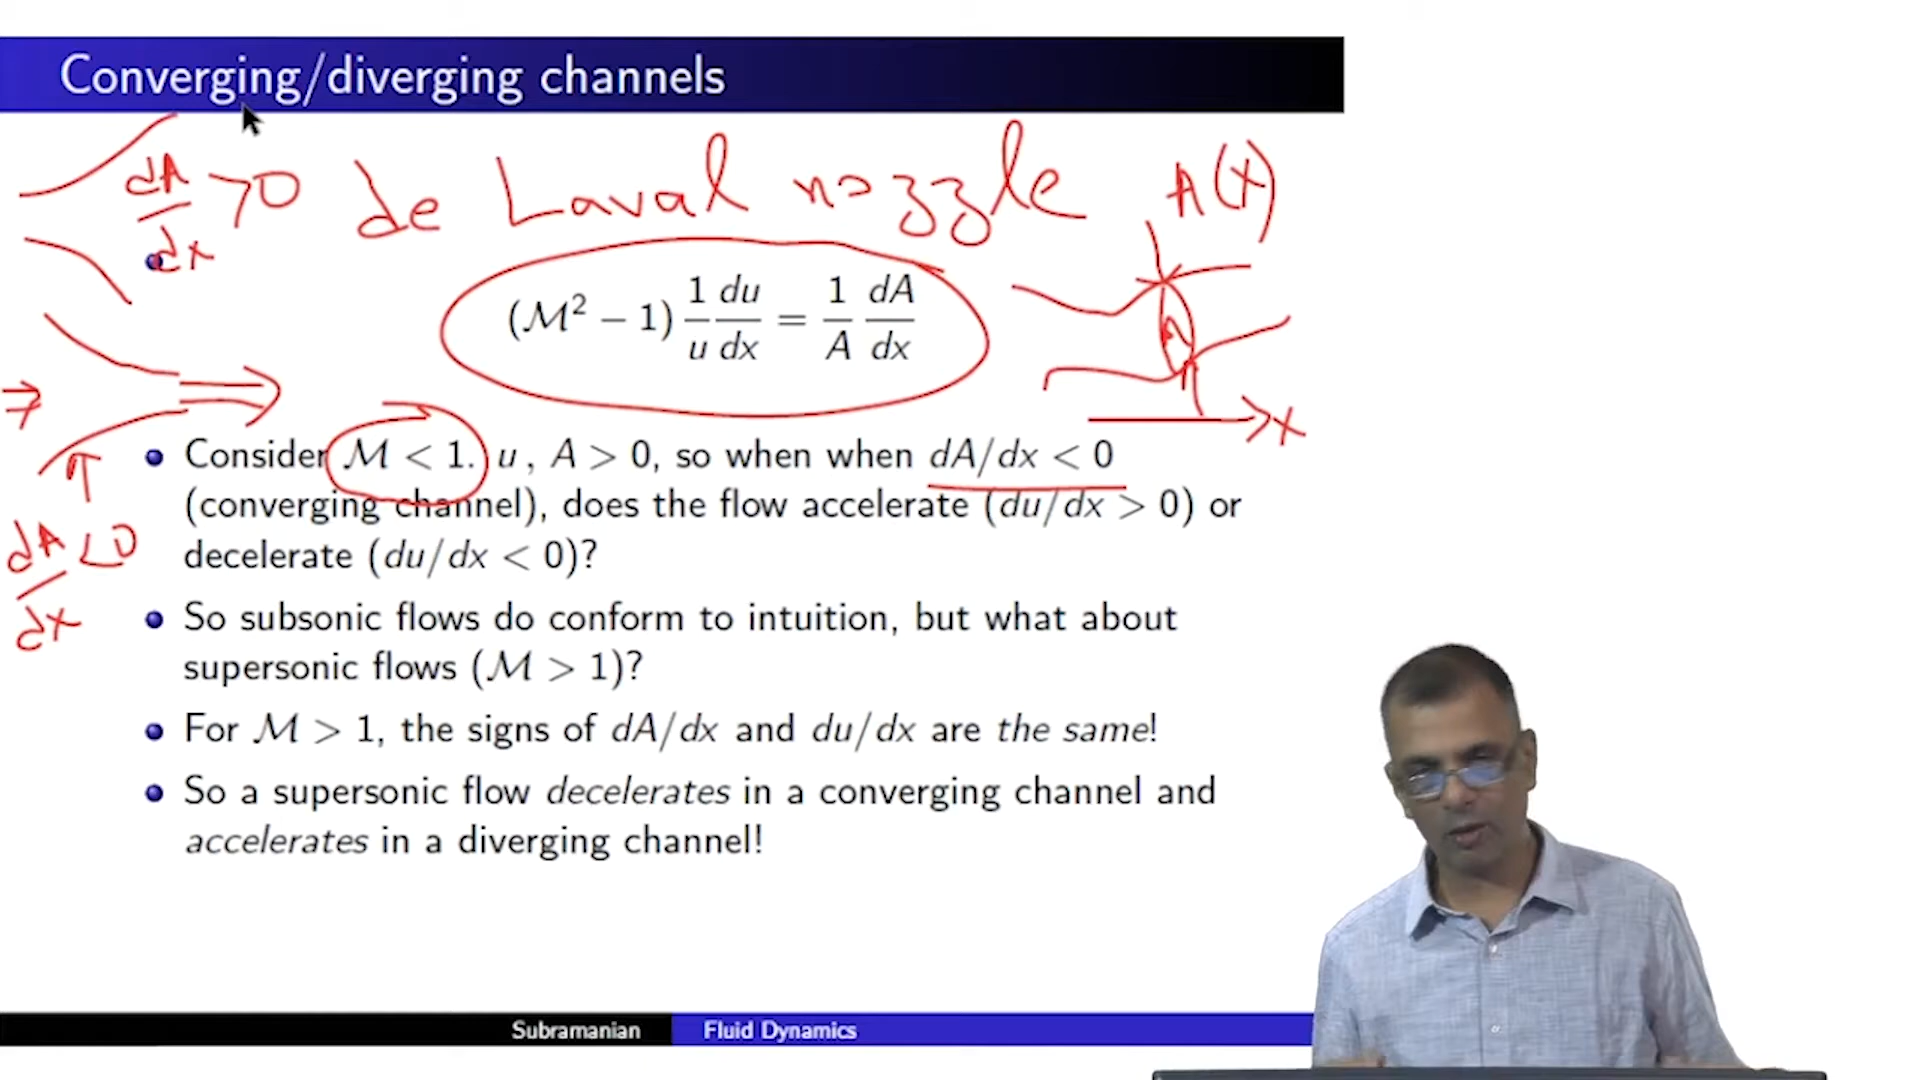 Converging/diverging channels
dA/dx >0 de Laval nozzle A(x)
(M² − 1) 1/u du/dx = 1/A dA/dx
x
Consider M < 1. u , A > 0, so when when dA/dx < 0
(converging channel), does the flow accelerate (du/dx > 0) or
decelerate (du/dx < 0)?
dA/dx <0
So subsonic flows do conform to intuition, but what about
supersonic flows (M > 1)?
For M > 1, the signs of dA/dx and du/dx are the same!
So a supersonic flow decelerates in a converging channel and
accelerates in a diverging channel!
Subramanian Fluid Dynamics